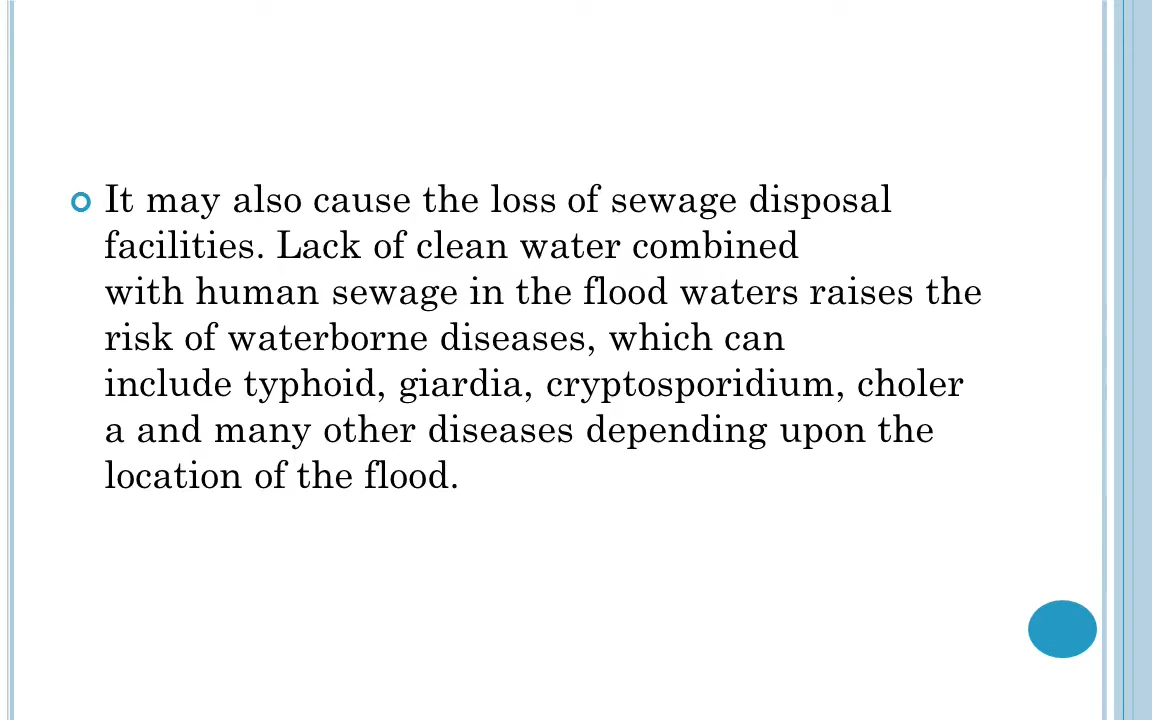 It may also cause the loss of sewage disposal
facilities. Lack of clean water combined
with human sewage in the flood waters raises the
risk of waterborne diseases, which can
include typhoid, giardia, cryptosporidium, choler
a and many other diseases depending upon the
location of the flood.